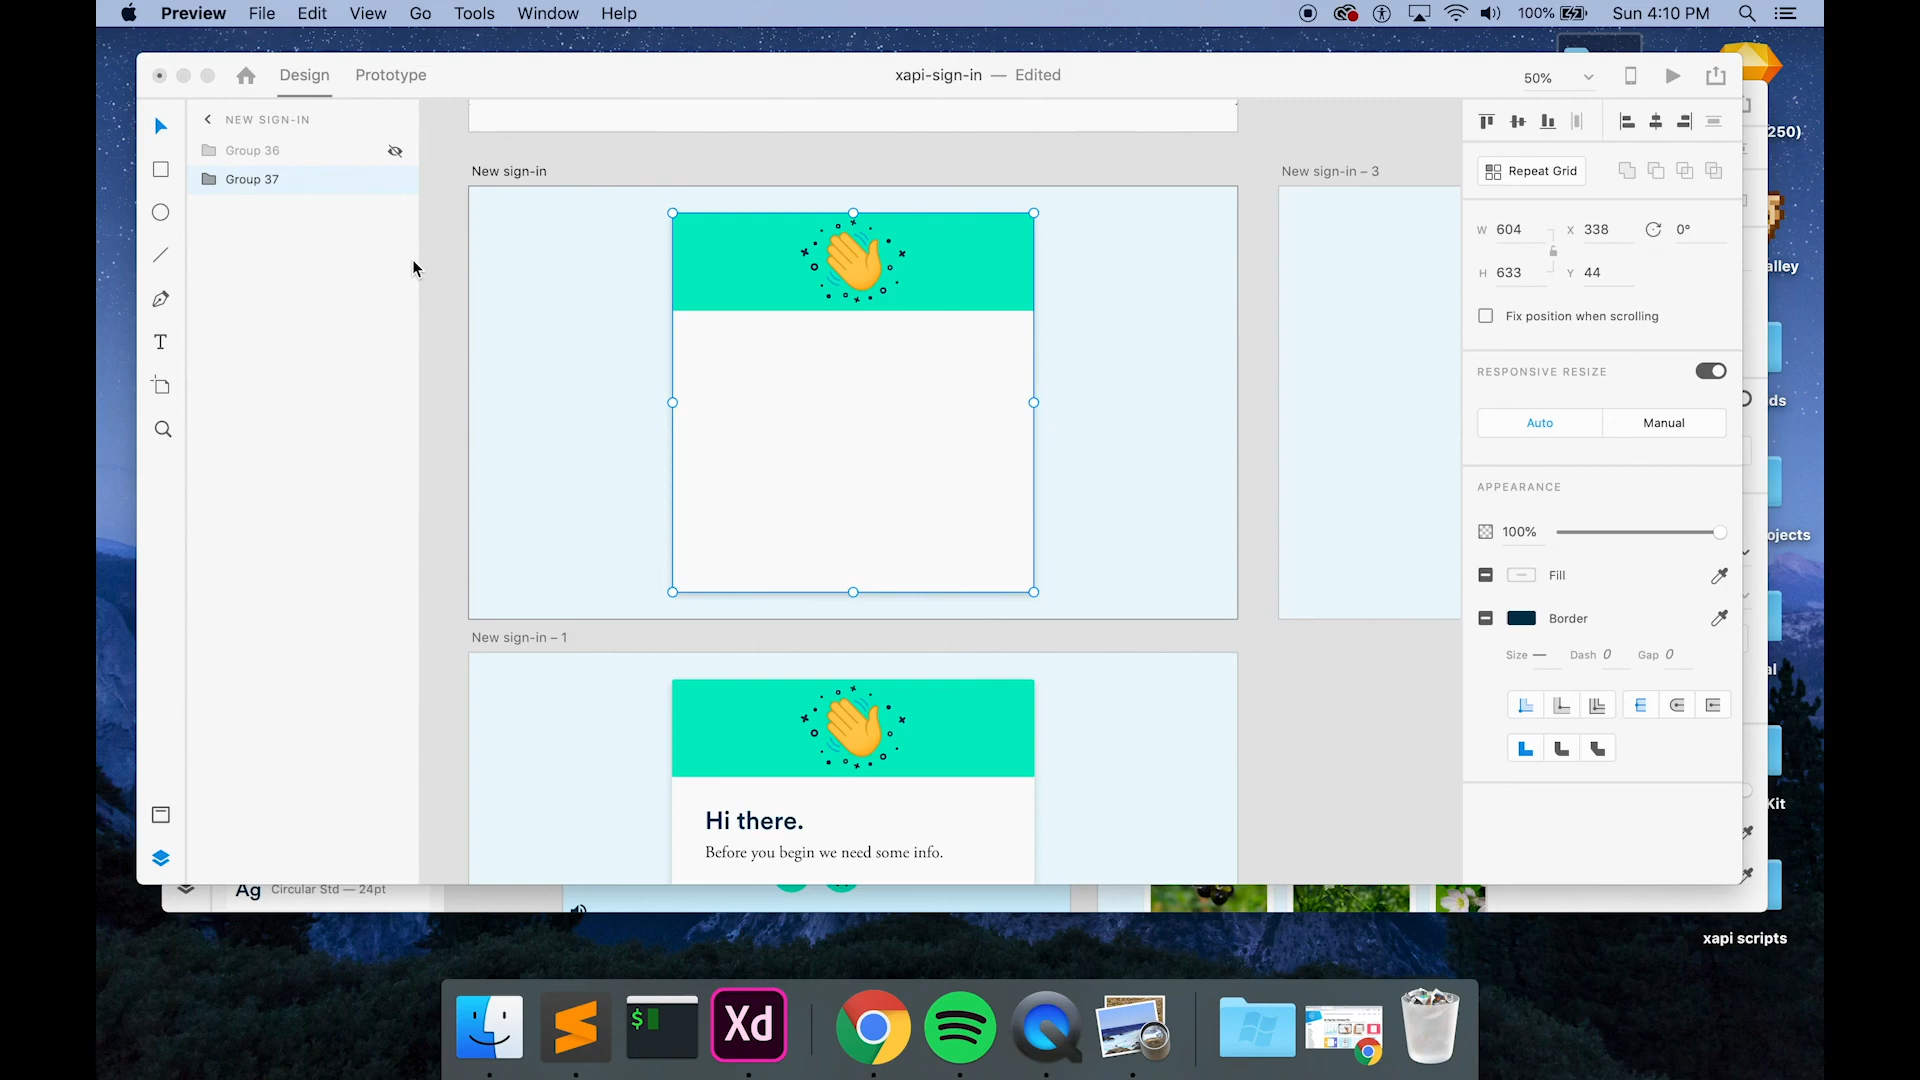 Preview File Edit View Go Tools Window Help
100% Sun 4:10 PM
Design Prototype
xapi-sign-in — Edited
50%
NEW SIGN-IN
Group 36
Group 37
New sign-in
New sign-in – 3
Repeat Grid
W 604 X 338 0°
H 633 Y 44
Fix position when scrolling
RESPONSIVE RESIZE
Auto Manual
APPEARANCE
100%
Fill
Border
Size — Dash 0 Gap 0
New sign-in – 1
Hi there.
Before you begin we need some info.
Ag Circular Std — 24pt
250)
alley
ds
ojects
al
Kit
xapi scripts
$
Xd